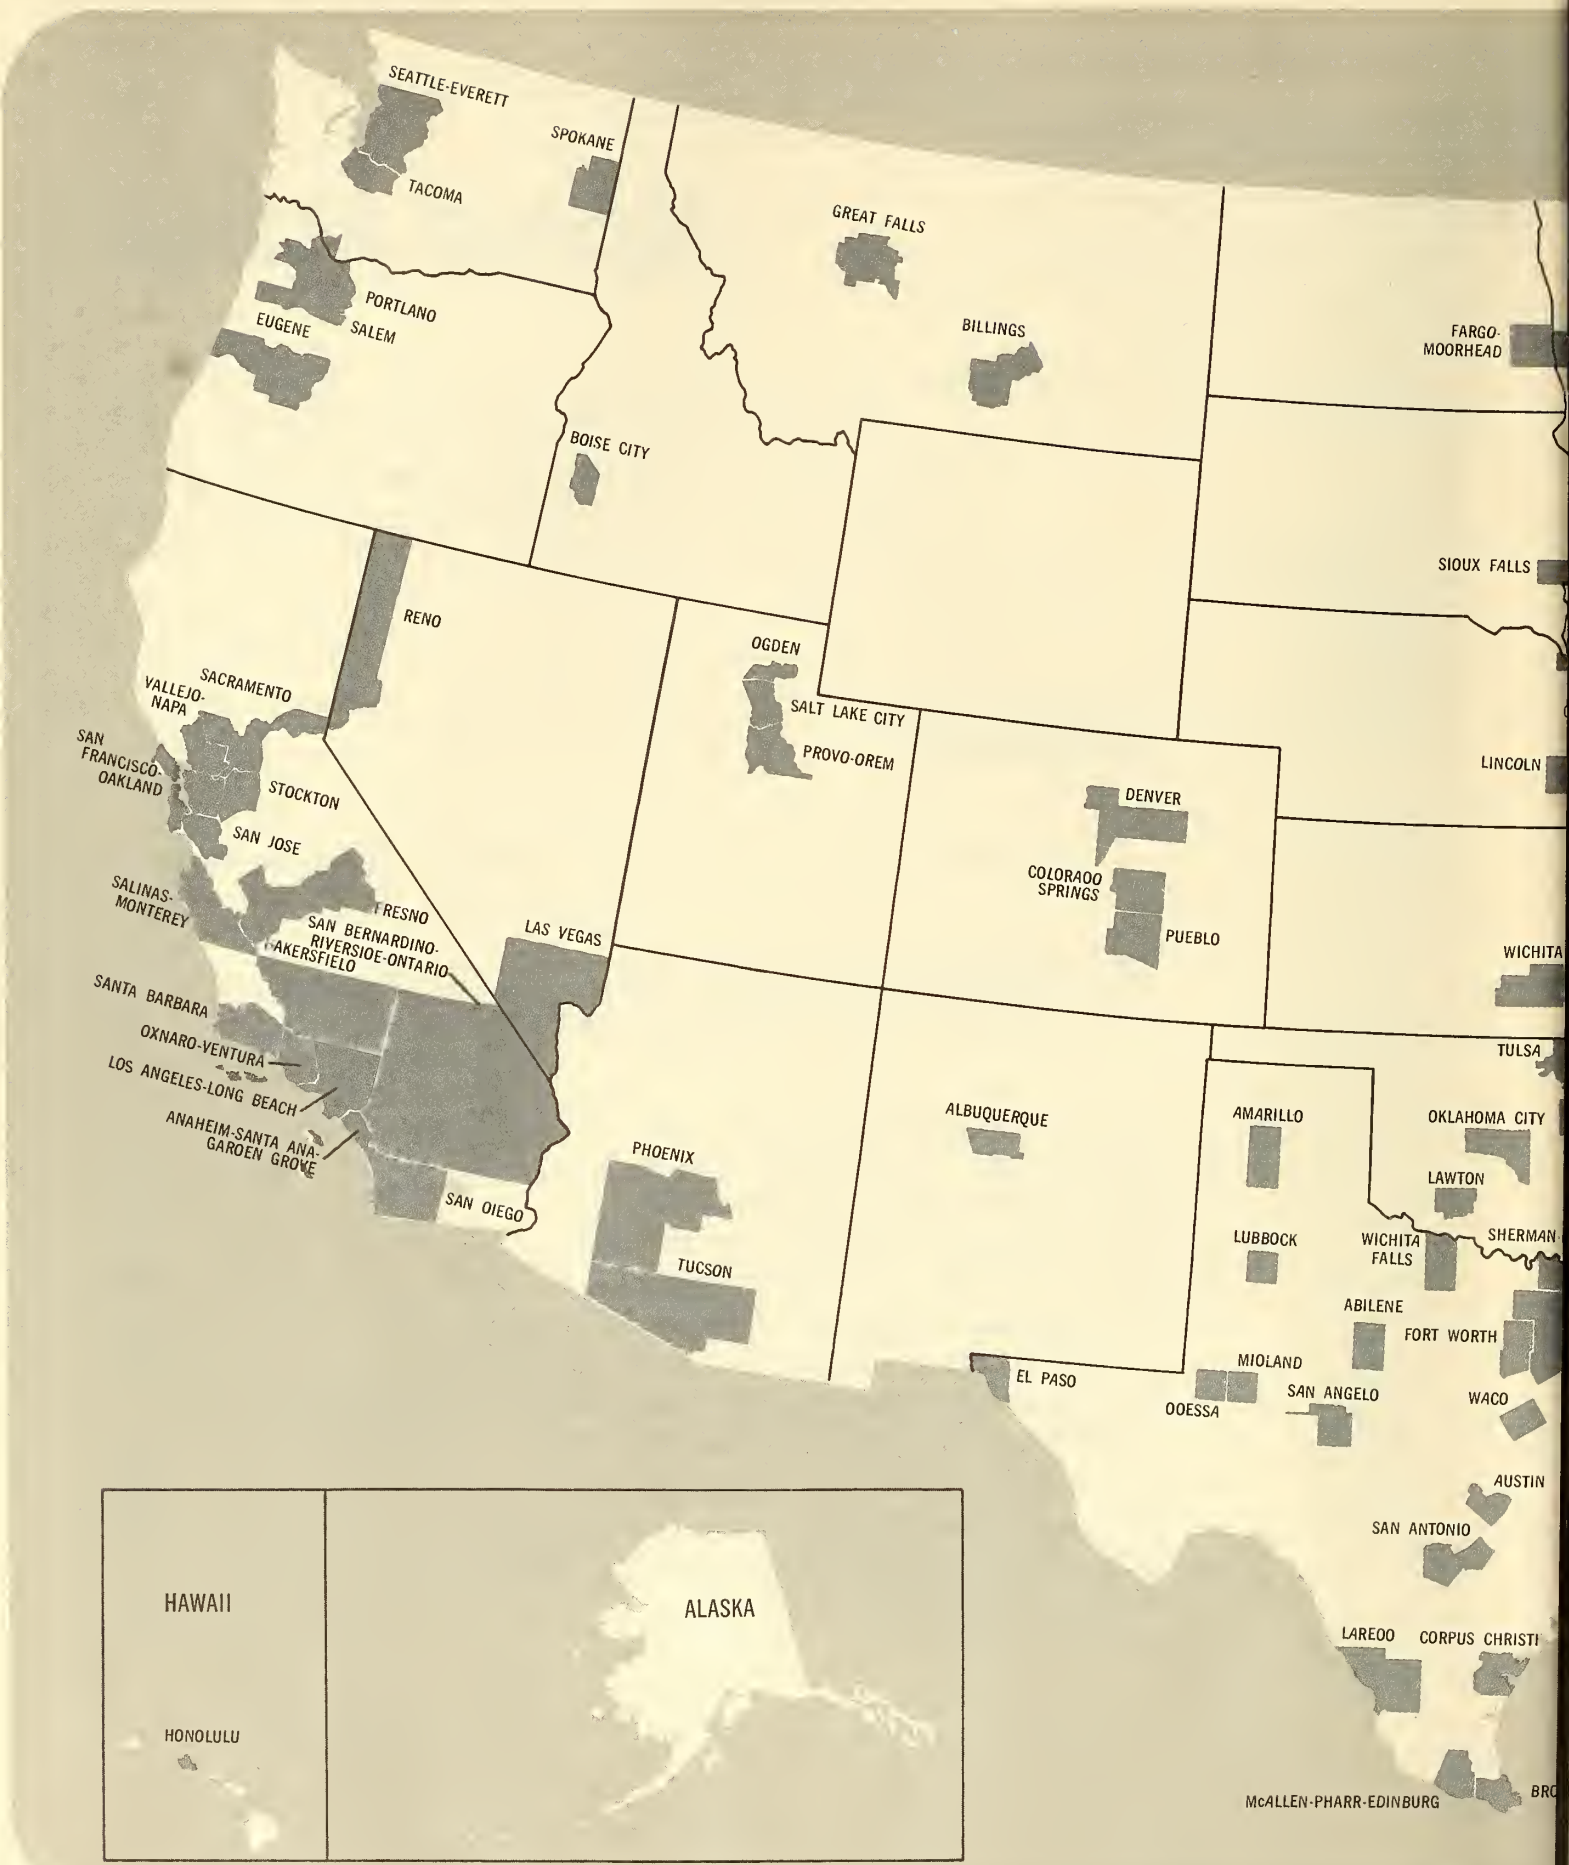 SEATTLE-EVERETT
SPOKANE
TACOMA
GREAT FALLS
PORTLANO
SALEM
EUGENE
BILLINGS
FARGO-
MOORHEAD
BOISE CITY
SIOUX FALLS
RENO
OGDEN
SACRAMENTO
VALLEJO-
NAPA
SALT LAKE CITY
SAN
FRANCISCO-
OAKLAND
PROVO-OREM
LINCOLN
STOCKTON
DENVER
SAN JOSE
COLORAOO
SPRINGS
SALINAS-
MONTEREY
FRESNO
PUEBLO
SAN BERNARDINO-
RIVERSIOE-ONTARIO
LAS VEGAS
AKERSFIELO
WICHITA
SANTA BARBARA
OXNARO-VENTURA
TULSA
LOS ANGELES-LONG BEACH
ANAHEIM-SANTA ANA-
GAROEN GROVE
ALBUQUERQUE
AMARILLO
OKLAHOMA CITY
PHOENIX
LAWTON
SAN OIEGO
LUBBOCK
WICHITA
FALLS
SHERMAN-
TUCSON
ABILENE
FORT WORTH
MIOLAND
EL PASO
SAN ANGELO
OOESSA
WACO
AUSTIN
SAN ANTONIO
HAWAII
ALASKA
LAREOO
CORPUS CHRISTI
HONOLULU
McALLEN-PHARR-EDINBURG
BRO